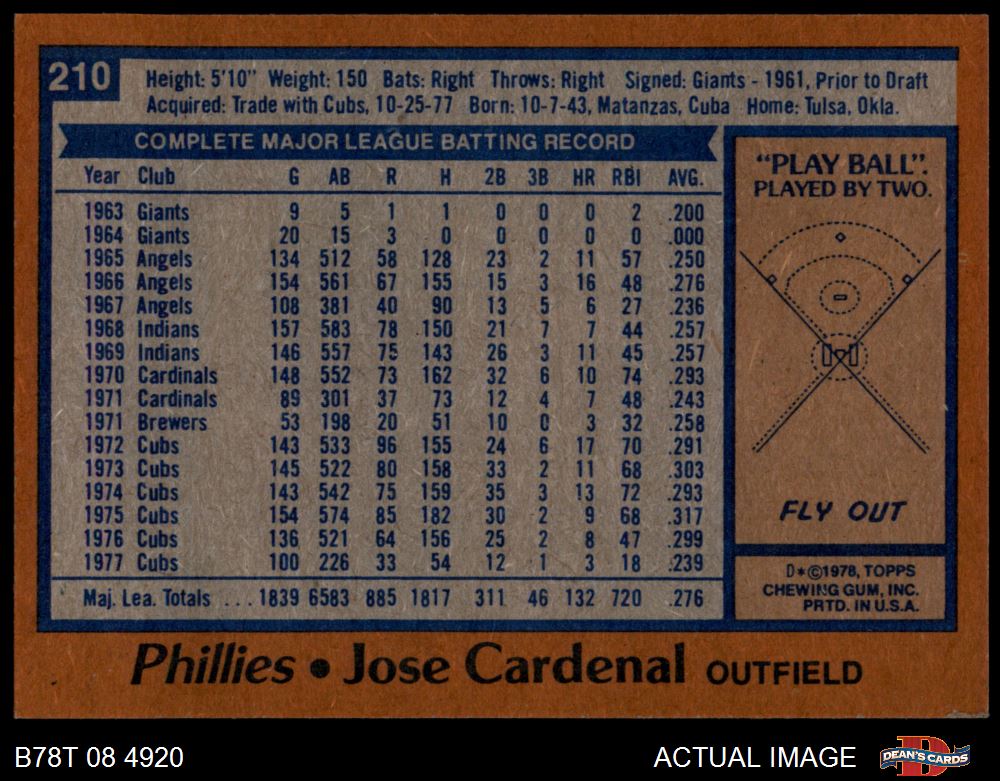 210
Height: 5'10" Weight: 150 Bats: Right Throws: Right Signed: Giants - 1961, Prior to Draft
Acquired: Trade with Cubs, 10-25-77 Born: 10-7-43, Matanzas, Cuba Home: Tulsa, Okla.
COMPLETE MAJOR LEAGUE BATTING RECORD
Year Club G AB R H 2B 3B HR RBI AVG.
1963 Giants 9 5 1 1 0 0 0 2 .200
1964 Giants 20 15 3 0 0 0 0 0 .000
1965 Angels 134 512 58 128 23 2 11 57 .250
1966 Angels 154 561 67 155 15 3 16 48 .276
1967 Angels 108 381 40 90 13 5 6 27 .236
1968 Indians 157 583 78 150 21 7 7 44 .257
1969 Indians 146 557 75 143 26 3 11 45 .257
1970 Cardinals 148 552 73 162 32 6 10 74 .293
1971 Cardinals 89 301 37 73 12 4 7 48 .243
1971 Brewers 53 198 20 51 10 0 3 32 .258
1972 Cubs 143 533 96 155 24 6 17 70 .291
1973 Cubs 145 522 80 158 33 2 11 68 .303
1974 Cubs 143 542 75 159 35 3 13 72 .293
1975 Cubs 154 574 85 182 30 2 9 68 .317
1976 Cubs 136 521 64 156 25 2 8 47 .299
1977 Cubs 100 226 33 54 12 1 3 18 .239
Maj. Lea. Totals ... 1839 6583 885 1817 311 46 132 720 .276
"PLAY BALL".
PLAYED BY TWO.
FLY OUT
D*©1978, TOPPS
CHEWING GUM, INC.
PRTD. IN U.S.A.
Phillies • Jose Cardenal OUTFIELD
B78T 08 4920
ACTUAL IMAGE
D
DEAN'S CARDS